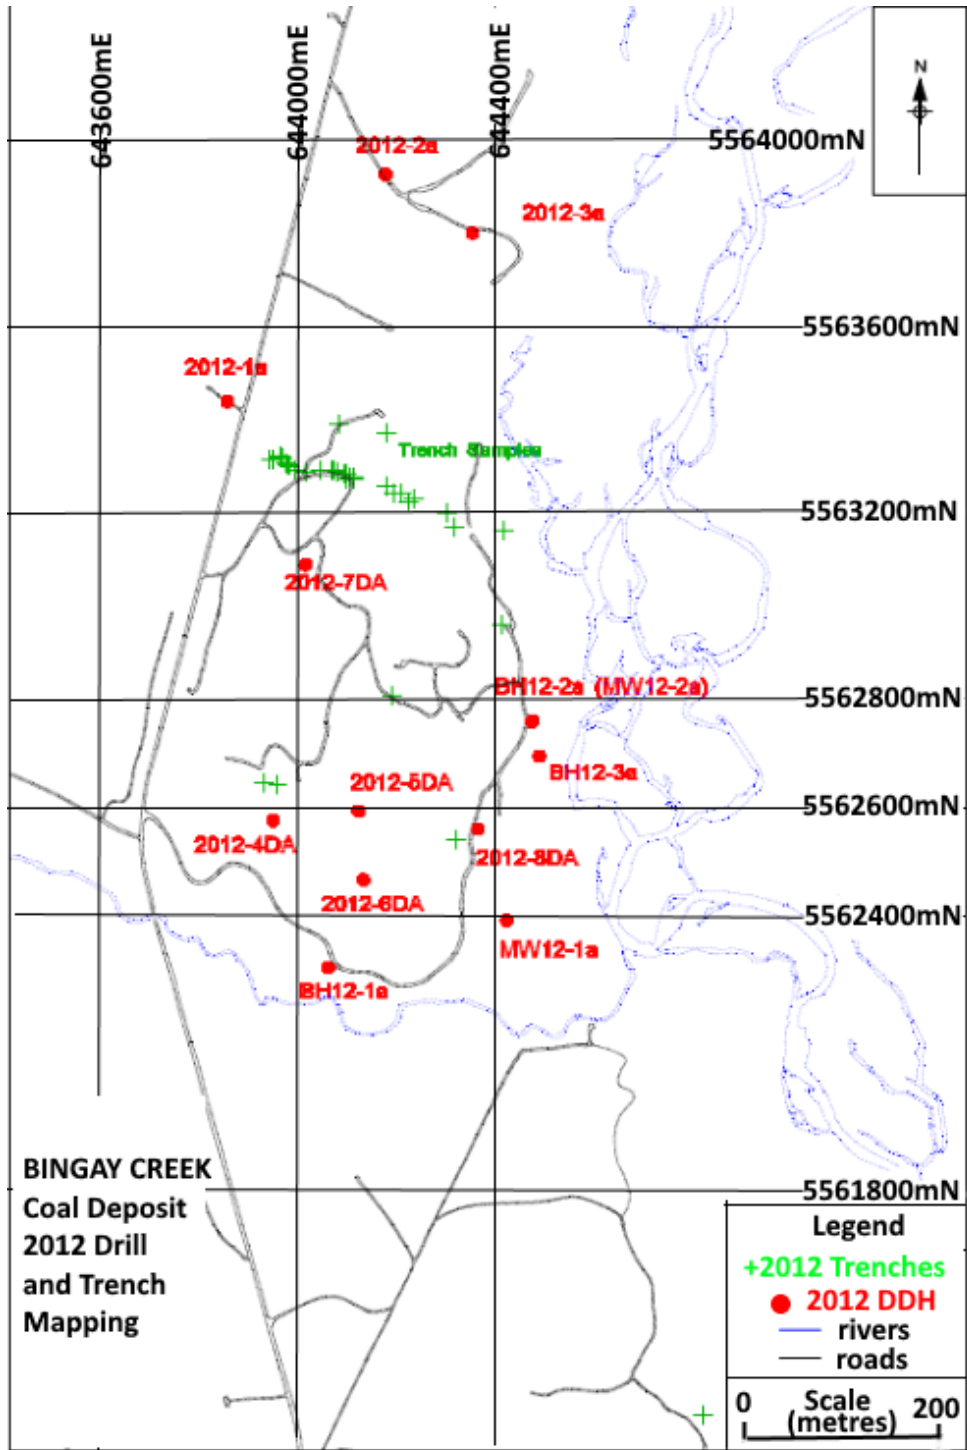 643600mE
644000mE
644400mE
N
5564000mN
2012-2a
2012-3a
5563600mN
2012-1a
Trench Samples
5563200mN
2012-7DA
BH12-2a (MW12-2a)
5562800mN
BH12-3a
2012-5DA
5562600mN
2012-4DA
2012-8DA
2012-6DA
5562400mN
MW12-1a
BH12-1a
BINGAY CREEK
Coal Deposit
2012 Drill
and Trench
Mapping
5561800mN
Legend
+2012 Trenches
2012 DDH
rivers
roads
0 Scale 200
(metres)